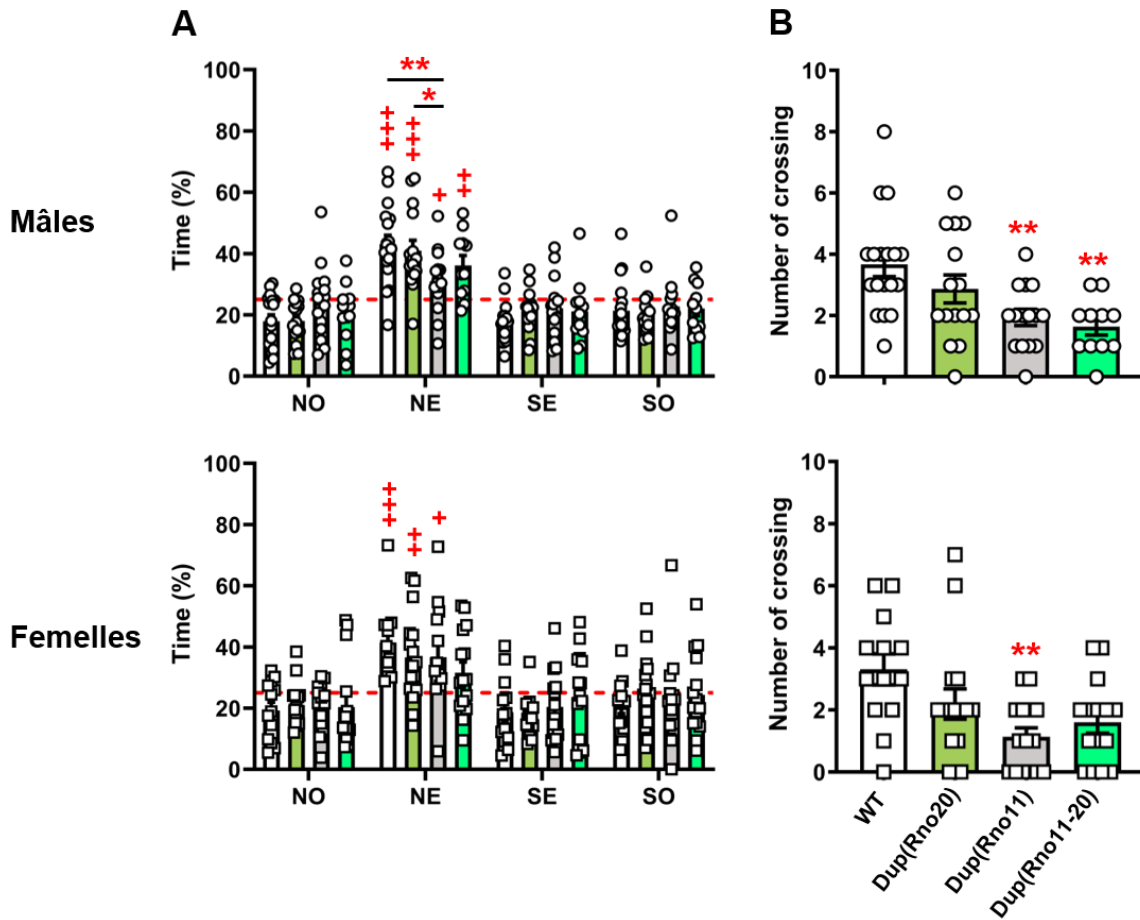 A
B
Mâles
Time (%)
100
80
60
40
20
0
**
*
+++
+++
+
++
NO
NE
SE
SO
Number of crossing
8
6
4
2
0
**
**
Femelles
Time (%)
100
80
60
40
20
0
+++
++
+
NO
NE
SE
SO
Number of crossing
10
8
6
4
2
0
**
WT
Dup(Rno20)
Dup(Rno11)
Dup(Rno11-20)